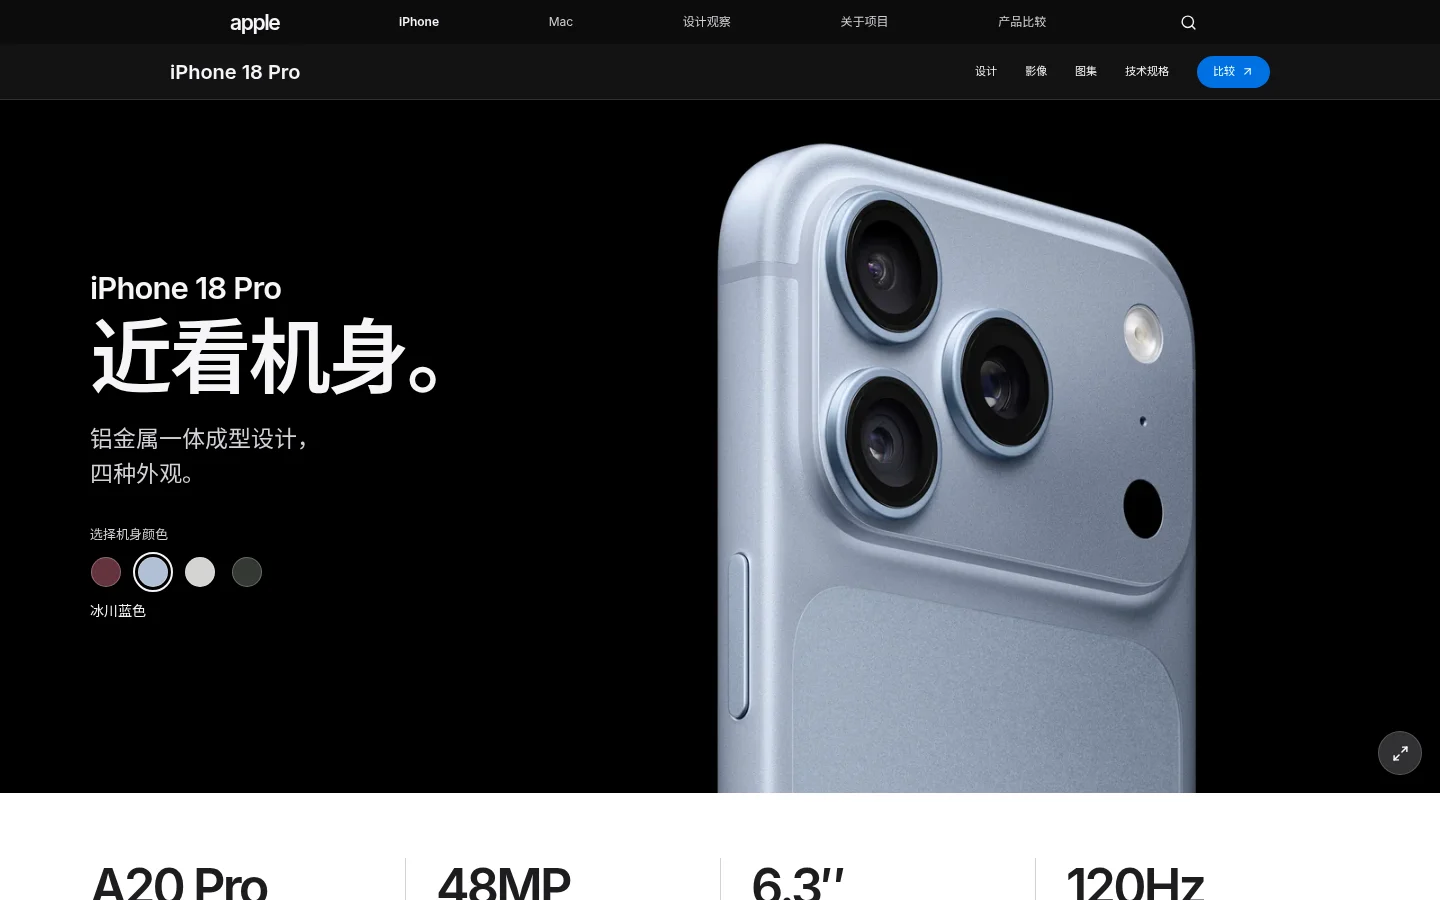 apple
iPhone
Mac
设计观察
关于项目
产品比较
iPhone 18 Pro
设计
影像
图集
技术规格
比较
iPhone 18 Pro
近看机身。
铝金属一体成型设计，
四种外观。
选择机身颜色
冰川蓝色
A20 Pro
48MP
6.3″
120Hz